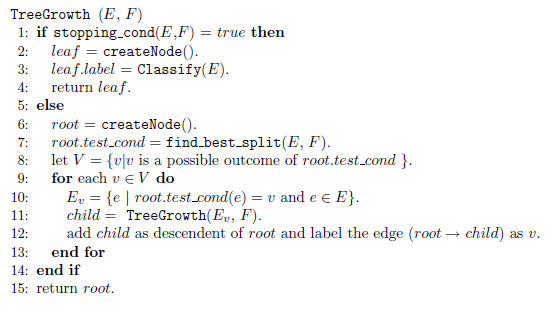 TreeGrowth (E, F)
1: if stopping_cond(E,F) = true then
2: leaf = createNode().
3: leaf.label = Classify(E).
4: return leaf.
5: else
6: root = createNode().
7: root.test_cond = find_best_split(E, F).
8: let V = {v|v is a possible outcome of root.test_cond }.
9: for each v ∈ V do
10: Eᵥ = {e | root.test_cond(e) = v and e ∈ E}.
11: child = TreeGrowth(Eᵥ, F).
12: add child as descendent of root and label the edge (root → child) as v.
13: end for
14: end if
15: return root.